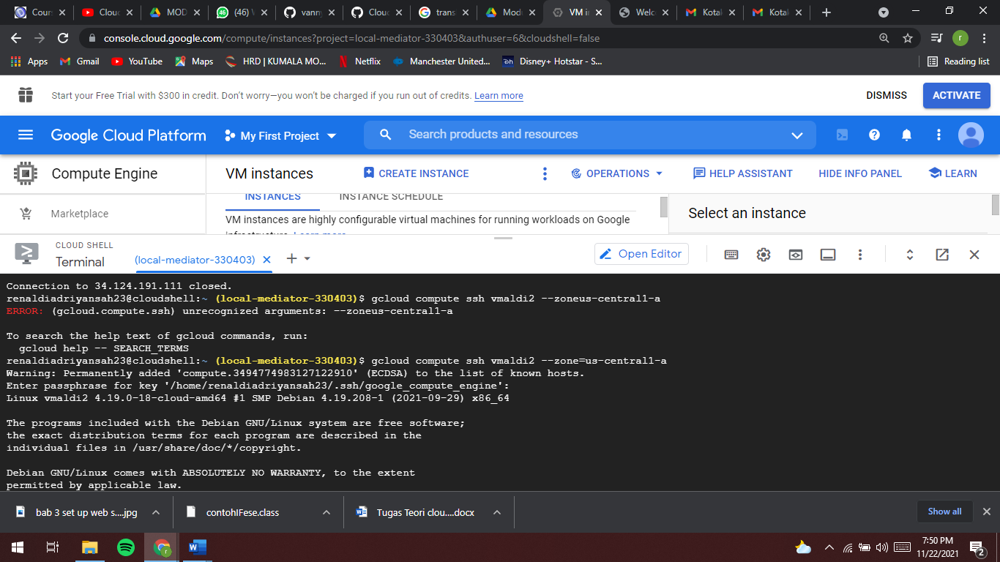 Cours
Cloud
MOD
(46) W
vanny
Cloud
trans
Modu
VM in
Welc
Kotak
Kotak
console.cloud.google.com/compute/instances?project=local-mediator-330403&authuser=6&cloudshell=false
r
Apps
Gmail
YouTube
Maps
HRD | KUMALA MO...
Netflix
Manchester United...
Disney+ Hotstar - S...
Reading list
Start your Free Trial with $300 in credit. Don't worry—you won't be charged if you run out of credits. Learn more
DISMISS
ACTIVATE
Google Cloud Platform
My First Project
Search products and resources
Compute Engine
VM instances
CREATE INSTANCE
OPERATIONS
HELP ASSISTANT
HIDE INFO PANEL
LEARN
Marketplace
INSTANCES
INSTANCE SCHEDULE
VM instances are highly configurable virtual machines for running workloads on Google
infrastructure. Learn more
Select an instance
CLOUD SHELL
Terminal
(local-mediator-330403)
Open Editor
Connection to 34.124.191.111 closed.
renaldiadriyansah23@cloudshell:~ (local-mediator-330403)$ gcloud compute ssh vmaldi2 --zoneus-central1-a
ERROR: (gcloud.compute.ssh) unrecognized arguments: --zoneus-central1-a
To search the help text of gcloud commands, run:
gcloud help -- SEARCH_TERMS
renaldiadriyansah23@cloudshell:~ (local-mediator-330403)$ gcloud compute ssh vmaldi2 --zone=us-central1-a
Warning: Permanently added 'compute.3494774983127122910' (ECDSA) to the list of known hosts.
Enter passphrase for key '/home/renaldiadriyansah23/.ssh/google_compute_engine':
Linux vmaldi2 4.19.0-18-cloud-amd64 #1 SMP Debian 4.19.208-1 (2021-09-29) x86_64
The programs included with the Debian GNU/Linux system are free software;
the exact distribution terms for each program are described in the
individual files in /usr/share/doc/*/copyright.
Debian GNU/Linux comes with ABSOLUTELY NO WARRANTY, to the extent
permitted by applicable law.
bab 3 set up web s....jpg
contohIFese.class
Tugas Teori clou....docx
Show all
7:50 PM
11/22/2021
2